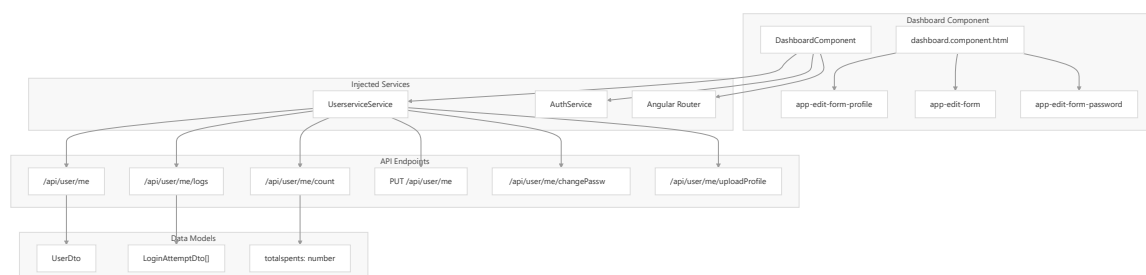 Dashboard Component
DashboardComponent
dashboard.component.html
app-edit-form-profile
app-edit-form
app-edit-form-password
Injected Services
UserserviceService
AuthService
Angular Router
API Endpoints
/api/user/me
/api/user/me/logs
/api/user/me/count
PUT /api/user/me
/api/user/me/changePassw
/api/user/me/uploadProfile
Data Models
UserDto
LoginAttemptDto[]
totalspents: number